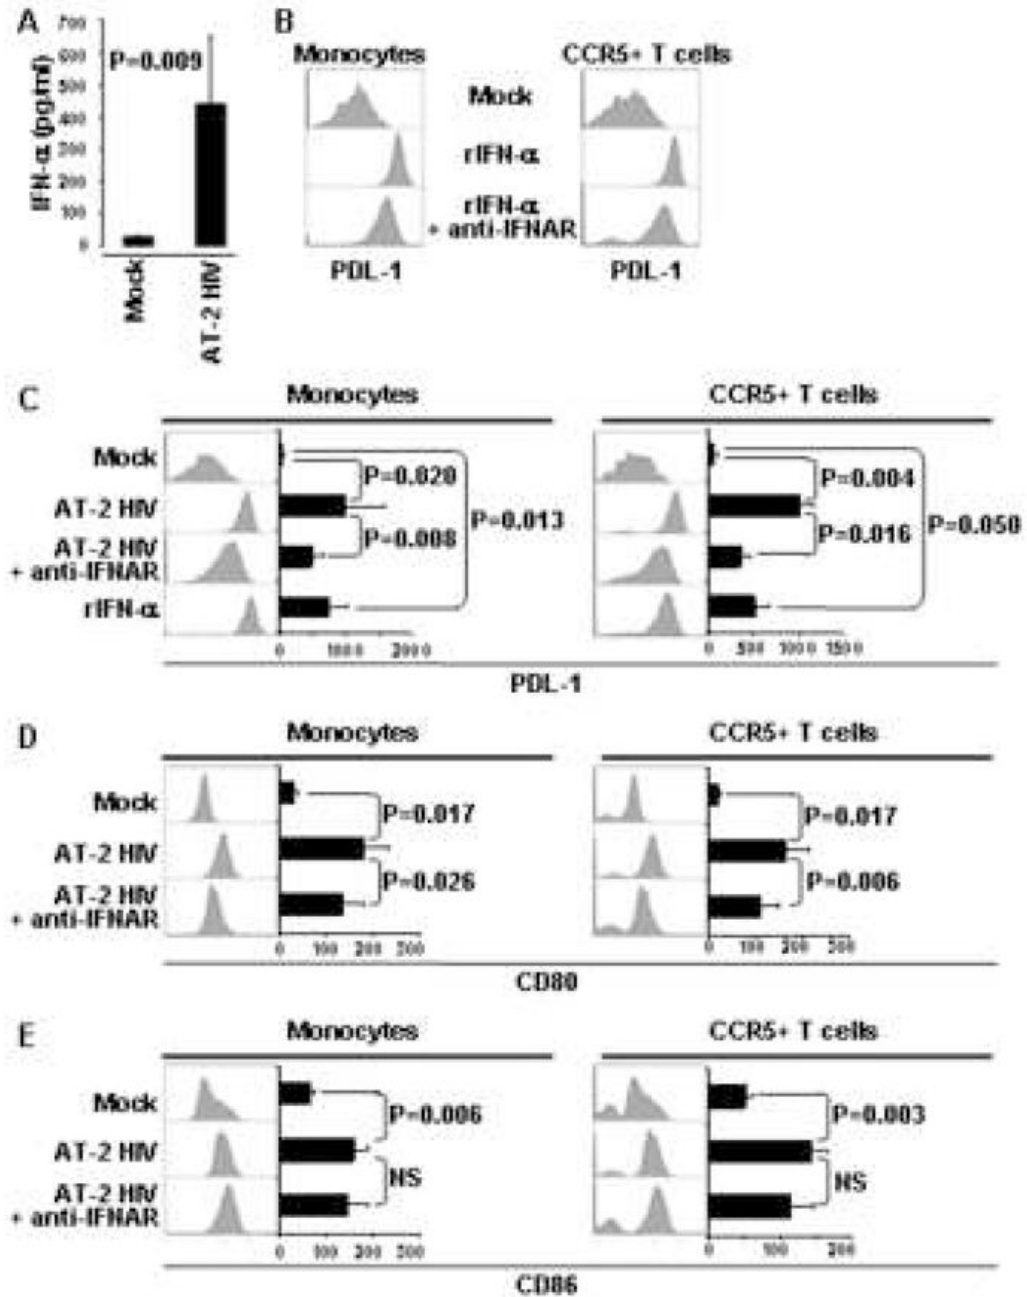 A
IFN-α (pg/ml)
700
600
500
400
300
200
100
0
P=0.009
Mock
AT-2 HIV
B
Monocytes CCR5+ T cells
Mock
rIFN-α
rIFN-α
+ anti-IFNAR
PDL-1 PDL-1
C
Monocytes CCR5+ T cells
Mock
AT-2 HIV
AT-2 HIV
+ anti-IFNAR
rIFN-α
P=0.020
P=0.008
P=0.013
0 1000 2000
P=0.004
P=0.016
P=0.050
0 500 1000 1500
PDL-1
D
Monocytes CCR5+ T cells
Mock
AT-2 HIV
AT-2 HIV
+ anti-IFNAR
P=0.017
P=0.026
0 100 200 300
P=0.017
P=0.006
0 100 200 300
CD80
E
Monocytes CCR5+ T cells
Mock
AT-2 HIV
AT-2 HIV
+ anti-IFNAR
P=0.006
NS
0 100 200 300
P=0.003
NS
0 100 200
CD86